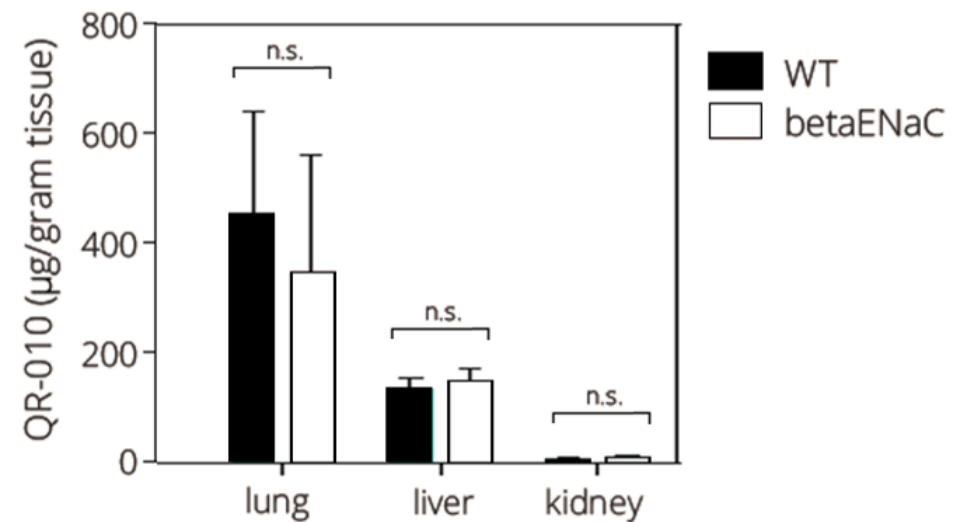 QR-010 (µg/gram tissue)
800
600
400
200
0
n.s.
n.s.
n.s.
lung
liver
kidney
WT
betaENaC